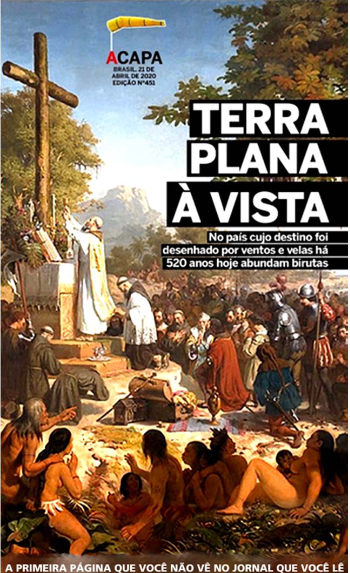 ACAPA
BRASIL, 21 DE
ABRIL DE 2020
EDIÇÃO Nº451
TERRA
PLANA
À VISTA
No país cujo destino foi
desenhado por ventos e velas há
520 anos hoje abundam birutas
A PRIMEIRA PÁGINA QUE VOCÊ NÃO VÊ NO JORNAL QUE VOCÊ LÊ